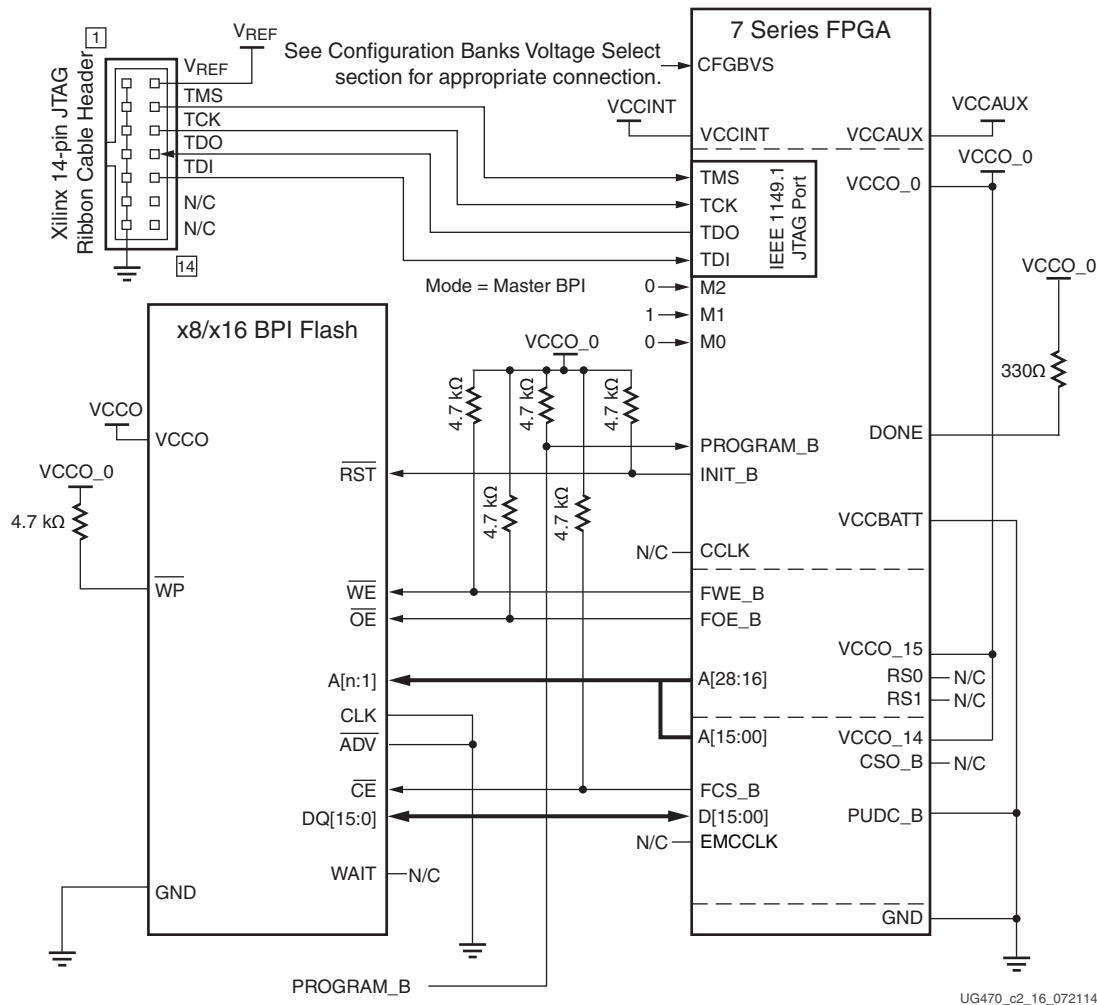 1
VREF
VREF
TMS
TCK
TDO
TDI
N/C
N/C
14
Xilinx 14-pin JTAG
Ribbon Cable Header
See Configuration Banks Voltage Select
section for appropriate connection.
7 Series FPGA
CFGBVS
VCCINT
VCCINT
VCCAUX
VCCAUX
VCCO_0
VCCO_0
TMS
TCK
TDO
TDI
IEEE 1149.1
JTAG Port
Mode = Master BPI
0
M2
1
M1
0
M0
VCCO_0
330Ω
DONE
x8/x16 BPI Flash
VCCO
VCCO
VCCO_0
4.7 kΩ
WP
VCCO_0
4.7 kΩ
4.7 kΩ
4.7 kΩ
4.7 kΩ
4.7 kΩ
PROGRAM_B
RST
INIT_B
VCCBATT
N/C
CCLK
WE
FWE_B
OE
FOE_B
VCCO_15
RS0
N/C
RS1
N/C
A[n:1]
A[28:16]
CLK
ADV
A[15:00]
VCCO_14
CSO_B
N/C
CE
FCS_B
DQ[15:0]
D[15:00]
PUDC_B
N/C
EMCCLK
WAIT
N/C
GND
GND
PROGRAM_B
UG470_c2_16_072114